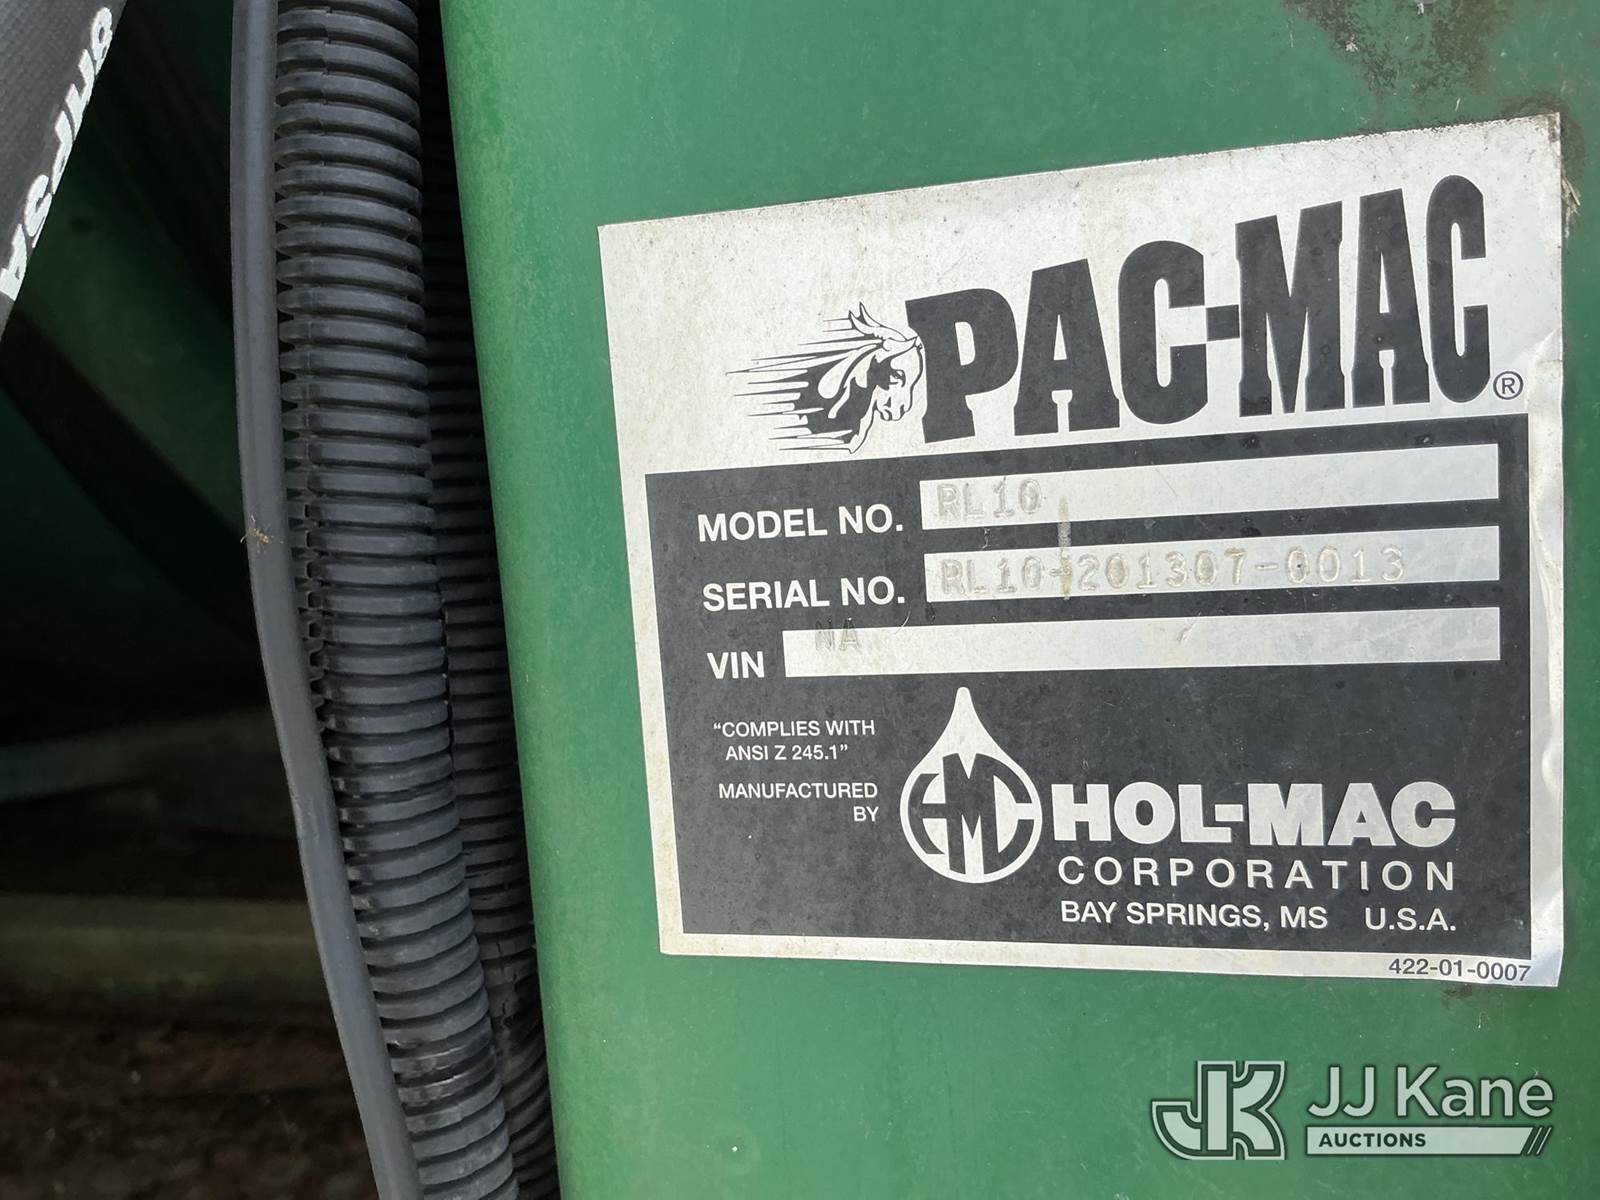 PAC-MAC®
MODEL NO. RL10
SERIAL NO. RL10-201307-0013
VIN NA
"COMPLIES WITH
ANSI Z 245.1"
MANUFACTURED
BY
HMC
HOL-MAC
CORPORATION
BAY SPRINGS, MS U.S.A.
422-01-0007
JK JJ Kane
AUCTIONS